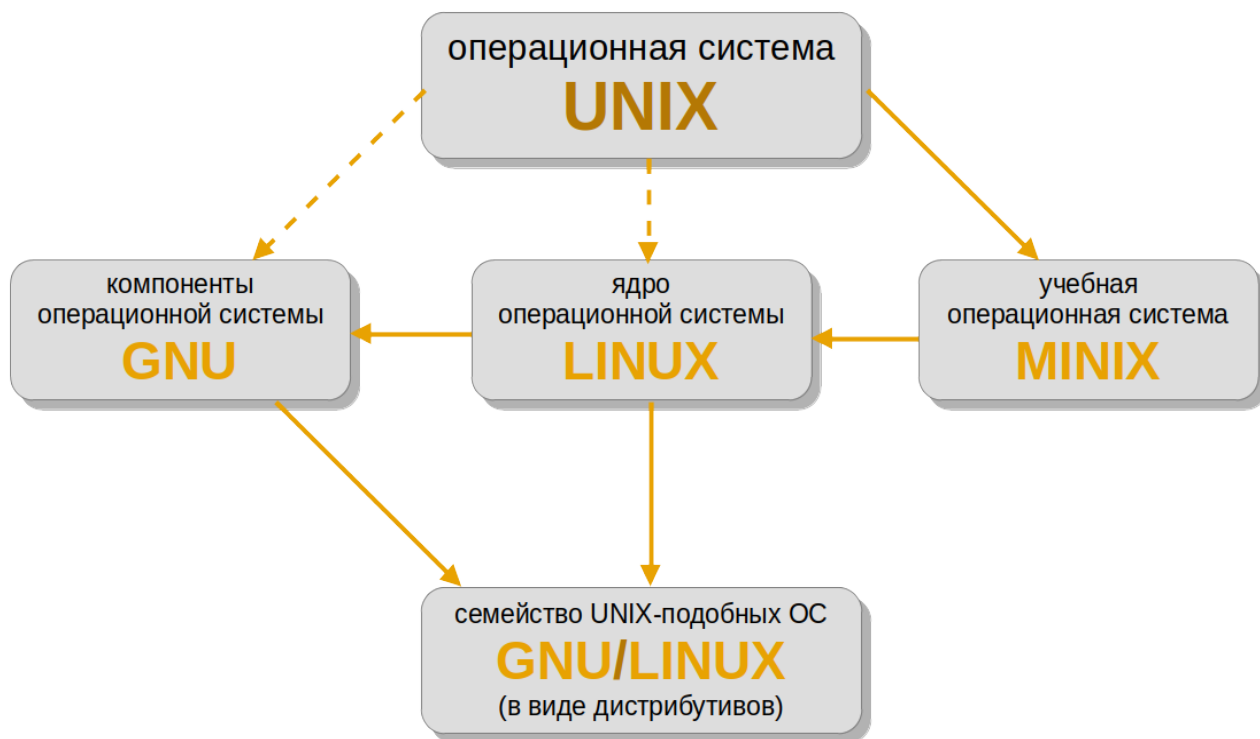 операционная система
UNIX
компоненты
операционной системы
GNU
ядро
операционной системы
LINUX
учебная
операционная система
MINIX
семейство UNIX-подобных ОС
GNU/LINUX
(в виде дистрибутивов)